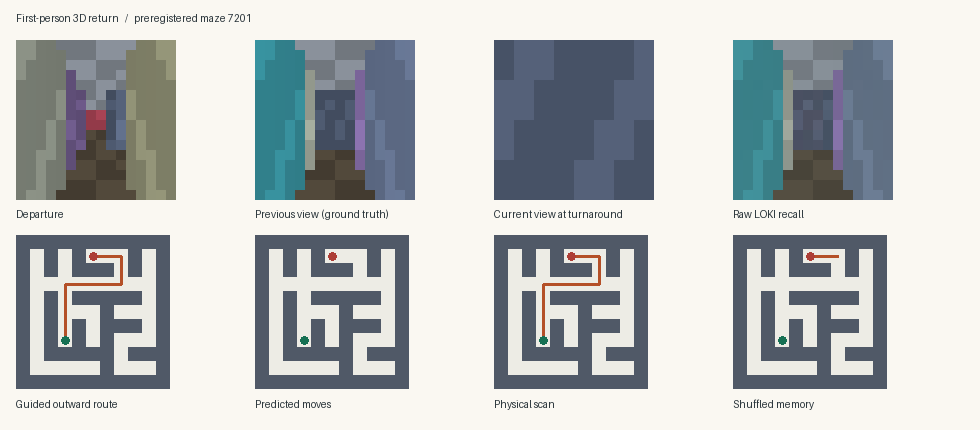 First-person 3D return / preregistered maze 7201
Departure
Previous view (ground truth)
Current view at turnaround
Raw LOKI recall
Guided outward route
Predicted moves
Physical scan
Shuffled memory